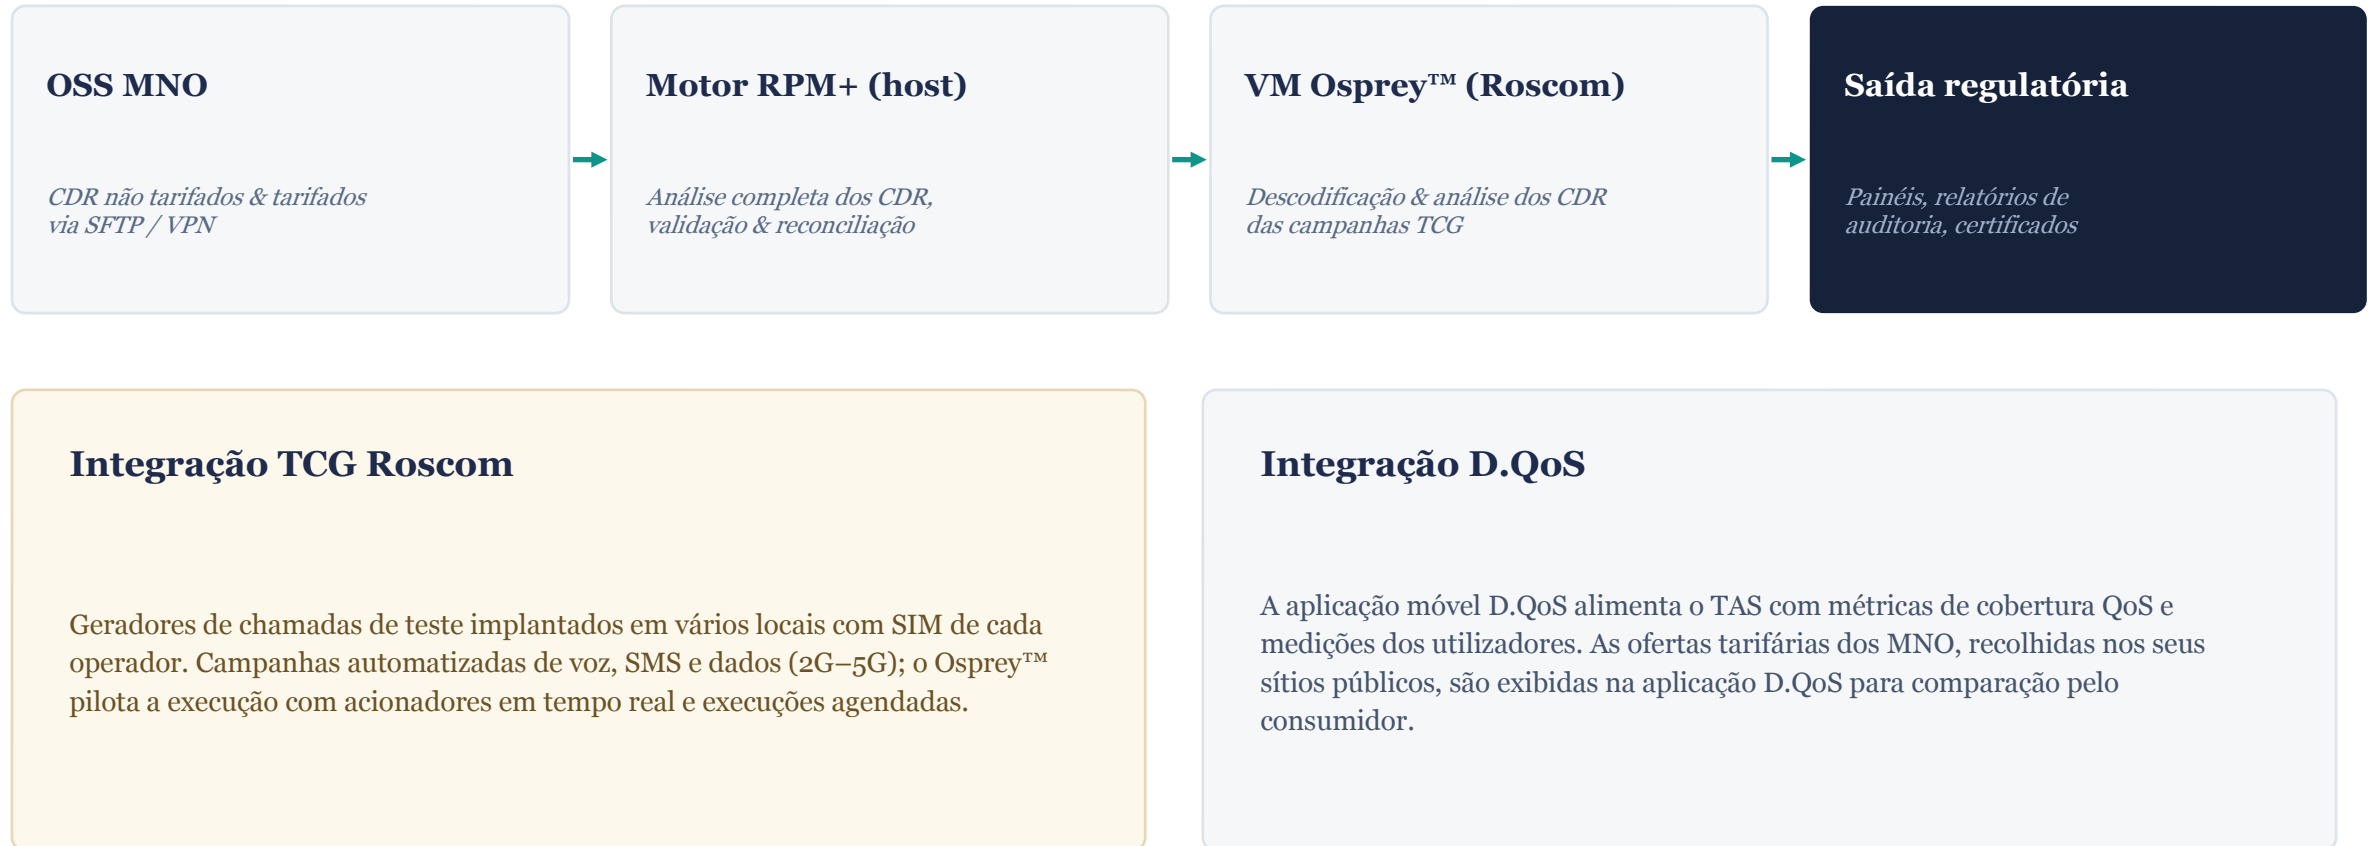 OSS MNO
CDR não tarifados & tarifados
via SFTP / VPN
Motor RPM+ (host)
Análise completa dos CDR,
validação & reconciliação
VM Osprey™ (Roscom)
Descodificação & análise dos CDR
das campanhas TCG
Saída regulatória
Painéis, relatórios de
auditoria, certificados
Integração TCG Roscom
Geradores de chamadas de teste implantados em vários locais com SIM de cada
operador. Campanhas automatizadas de voz, SMS e dados (2G–5G); o Osprey™
pilota a execução com acionadores em tempo real e execuções agendadas.
Integração D.QoS
A aplicação móvel D.QoS alimenta o TAS com métricas de cobertura QoS e
medições dos utilizadores. As ofertas tarifárias dos MNO, recolhidas nos seus
sítios públicos, são exibidas na aplicação D.QoS para comparação pelo
consumidor.